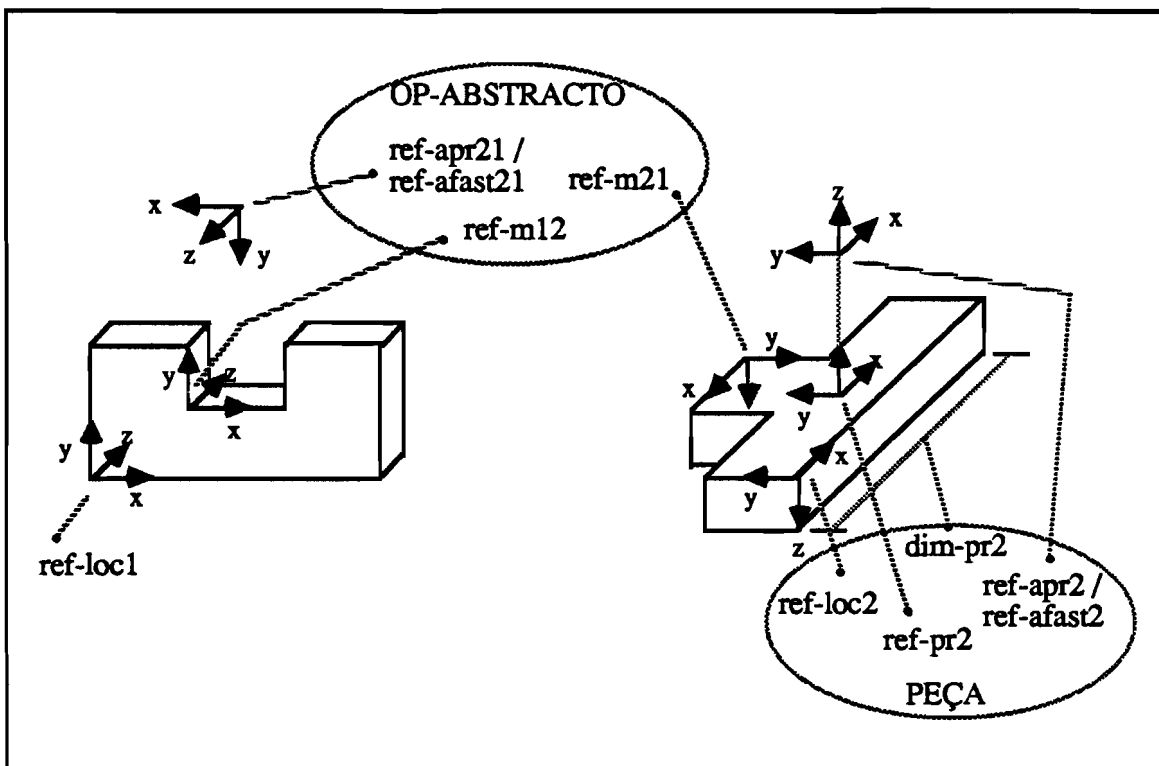 OP-ABSTRACTO
ref-apr21 /
ref-afast21
ref-m21
ref-m12
x
z
y
z
x
y
y
z
x
y
z
x
ref-loc1
y
x
x
y
x
y
z
dim-pr2
ref-loc2
ref-apr2 /
ref-afast2
ref-pr2
PEÇA